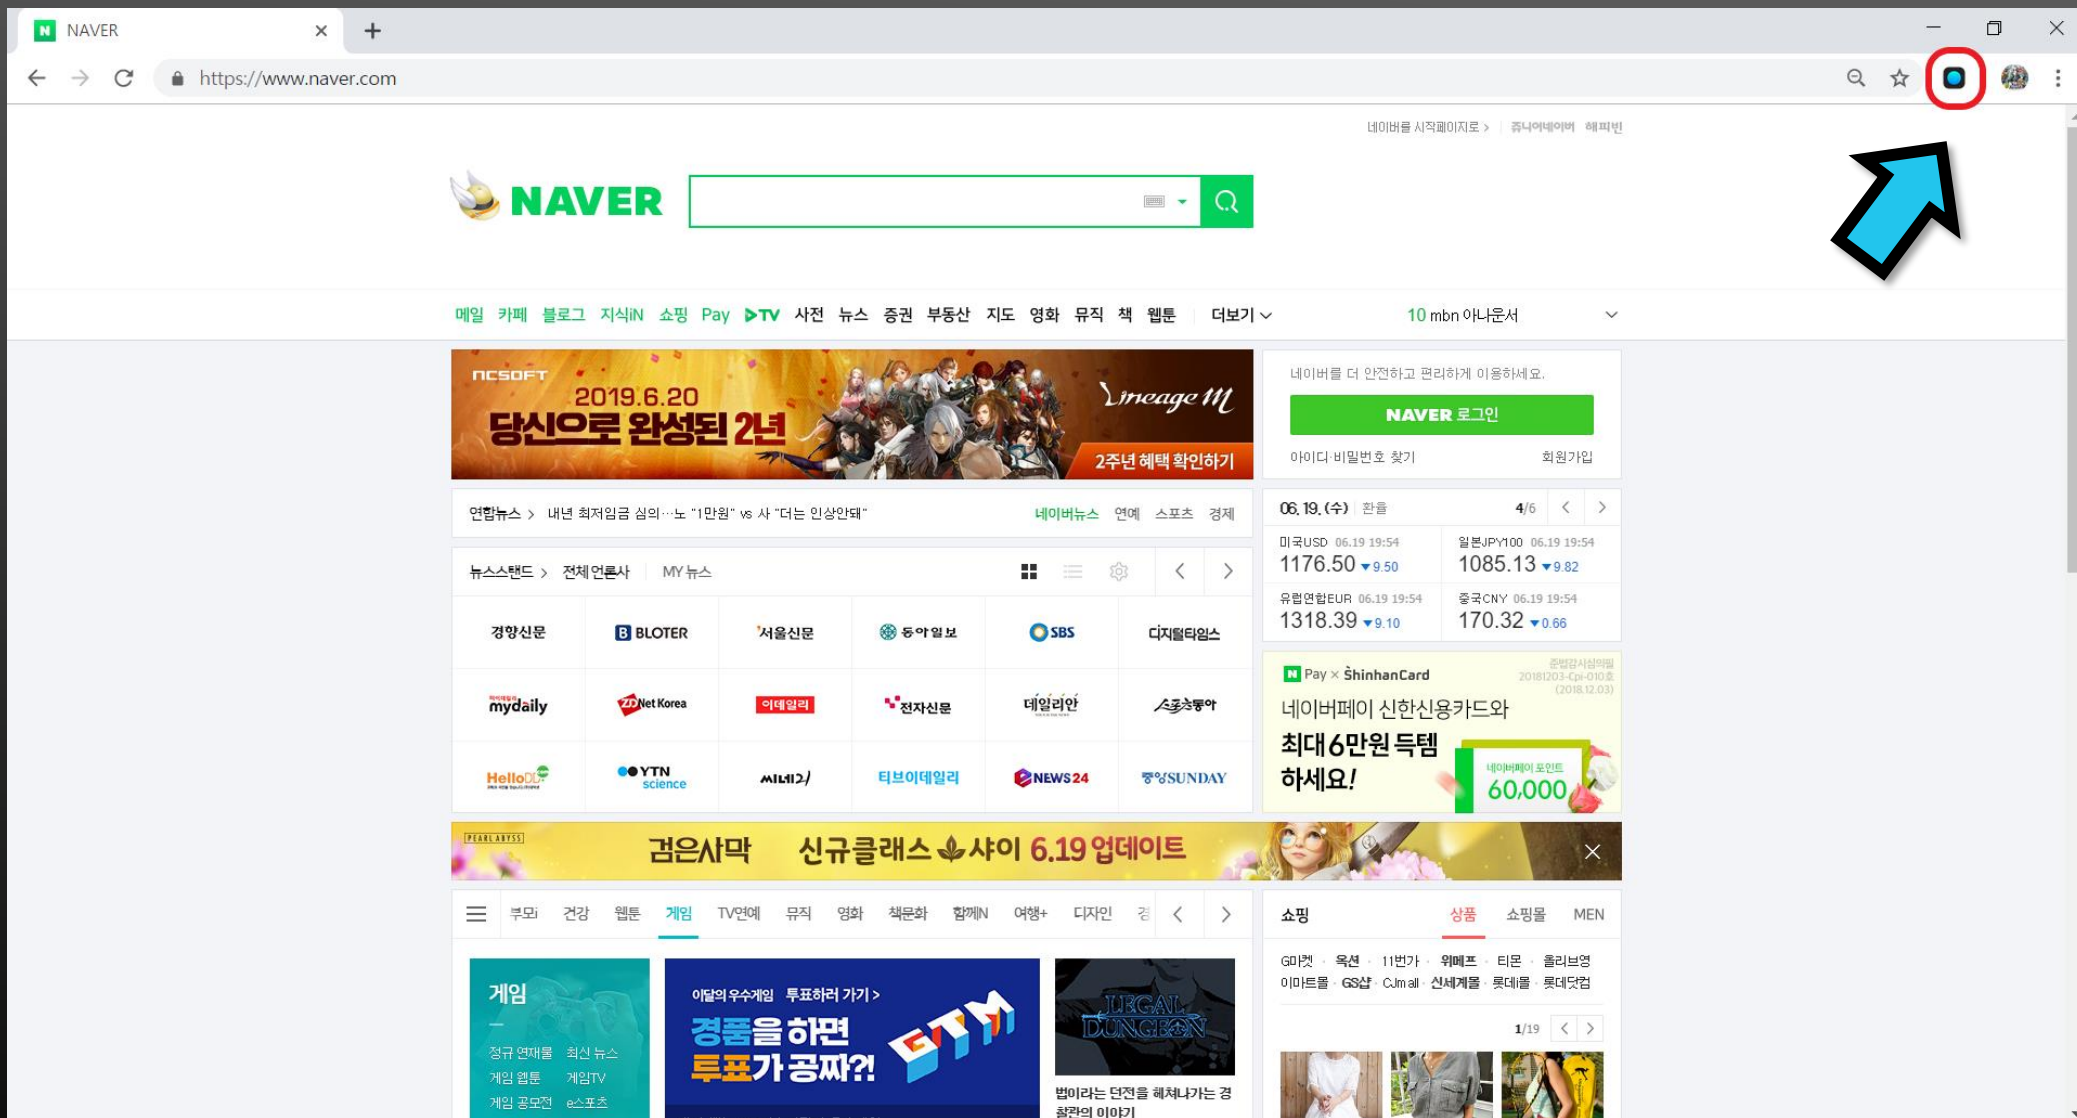 NAVER
https://www.naver.com
네이버를 시작페이지로 > 쥬니어네이버 해피빈
NAVER
메일 카페 블로그 지식iN 쇼핑 Pay TV 사전 뉴스 증권 부동산 지도 영화 뮤직 책 웹툰 더보기
10 mbn 아나운서
NCSOFT
2019.6.20
당신으로 완성된 2년
Lineage M
2주년 혜택 확인하기
네이버를 더 안전하고 편리하게 이용하세요.
NAVER 로그인
아이디·비밀번호 찾기 회원가입
연합뉴스 > 내년 최저임금 심의…노 "1만원" vs 사 "더는 인상안돼"
네이버뉴스 연예 스포츠 경제
06.19.(수) 환율 4/6
미국USD 06.19 19:54
1176.50 ▼9.50
일본JPY100 06.19 19:54
1085.13 ▼9.82
유럽연합EUR 06.19 19:54
1318.39 ▼9.10
중국CNY 06.19 19:54
170.32 ▼0.66
뉴스스탠드 > 전체 언론사 MY 뉴스
경향신문 BLOTER 서울신문 동아일보 SBS 디지털타임스
마이데일리
mydaily ZDNet Korea 이데일리 전자신문 데일리안 스포츠동아
HelloDD YTN science 씨네21 티브이데일리 eNEWS24 중앙SUNDAY
N Pay × ShinhanCard
준법감시심의필
20181203-Cpi-010호
(2018.12.03)
네이버페이 신한신용카드와
최대 6만원 득템
하세요!
네이버페이 포인트
60,000
PEARL ABYSS
검은사막 신규클래스 샤이 6.19 업데이트
부모i 건강 웹툰 게임 TV연예 뮤직 영화 책문화 함께N 여행+ 디자인
쇼핑 상품 쇼핑몰 MEN
G마켓 · 옥션 · 11번가 · 위메프 · 티몬 · 올리브영
이마트몰 · GS샵 · CJmall · 신세계몰 · 롯데i몰 · 롯데닷컴
1/19
게임
정규 연재물 최신 뉴스
게임 웹툰 게임TV
게임 공모전 e스포츠
이달의 우수게임 투표하러 가기 >
경품을 하면
투표가 공짜?!
GTM
LEGAL
DUNGEON
법이라는 던전을 헤쳐나가는 경
찰관의 이야기